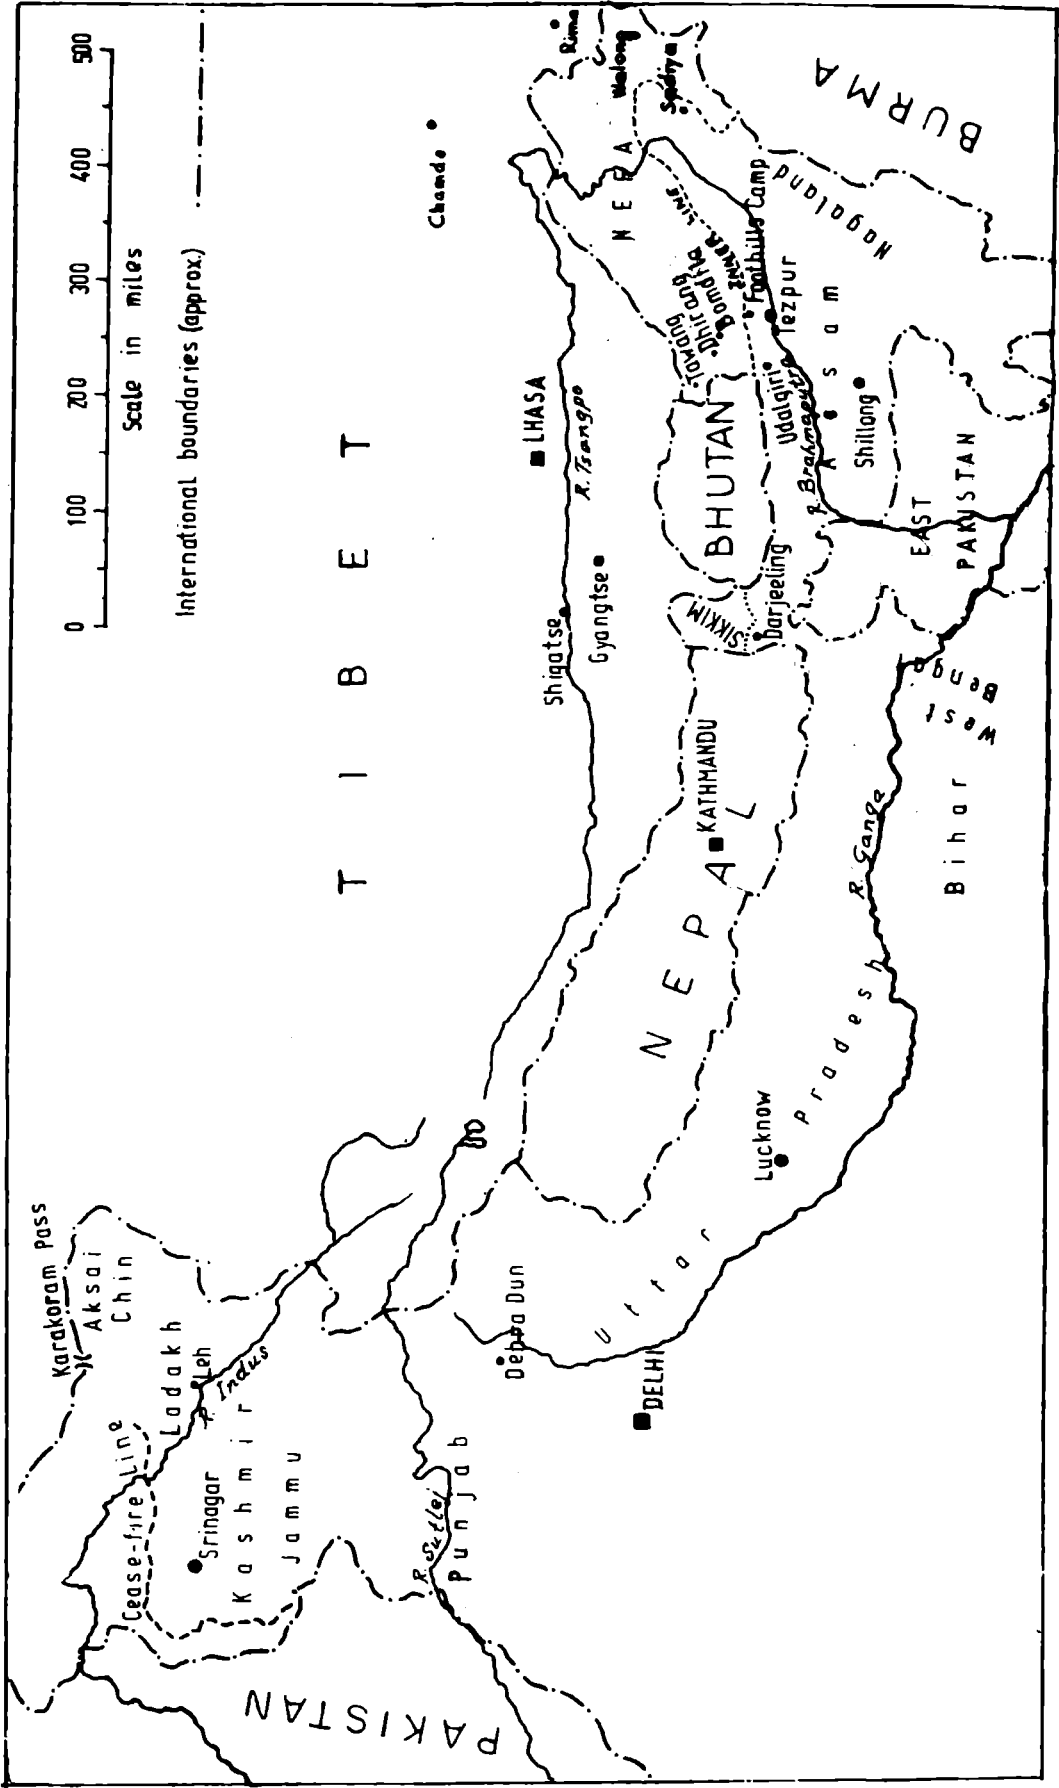 Karakoram Pass
Aksai
Chin
Cease-fire Line
Ladakh
Leh
R. Indus
Srinagar
Kashmir
Jammu
PAKISTAN
R. Sutlej
Punjab
Dehra Dun
DELHI
Uttar Pradesh
Lucknow
TIBET
0 100 200 300 400 500
Scale in miles
International boundaries (approx.)
NEPAL
KATHMANDU
R. Ganga
Bihar
West
Bengal
Shigatse
Gyangtse
LHASA
R. Tsangpo
SIKKIM
Darjeeling
BHUTAN
Tawang
Dhirang
Bomdila
INNER LINE
Foothills Camp
Udalgiri
Tezpur
R. Brahmaputra
Assam
Shillong
EAST
PAKISTAN
Chamdo
NEFA
Rima
Walong
Sadiya
Nagaland
BURMA